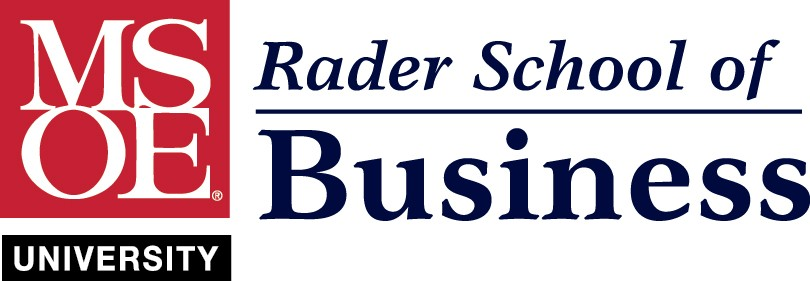 MS
OE®
UNIVERSITY
Rader School of
Business